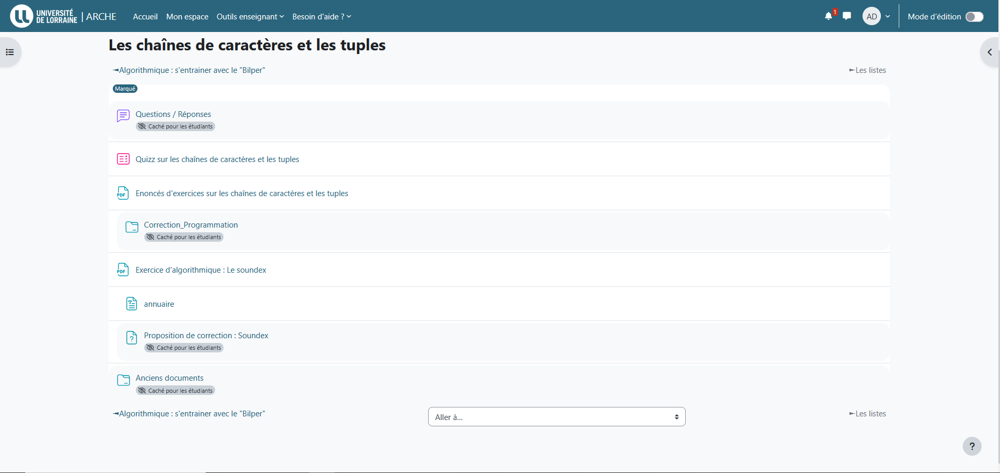 UNIVERSITÉ
DE LORRAINE
ARCHE
Accueil
Mon espace
Outils enseignant
Besoin d'aide ?
1
AD
Mode d'édition
Les chaînes de caractères et les tuples
◄Algorithmique : s'entrainer avec le "Bilper"
►Les listes
Marqué
Questions / Réponses
Caché pour les étudiants
Quizz sur les chaînes de caractères et les tuples
PDF
Enoncés d'exercices sur les chaînes de caractère et les tuples
Correction_Programmation
Caché pour les étudiants
PDF
Exercice d'algorithmique : Le soundex
annuaire
Proposition de correction : Soundex
Caché pour les étudiants
Anciens documents
Caché pour les étudiants
◄Algorithmique : s'entrainer avec le "Bilper"
Aller à...
►Les listes
?